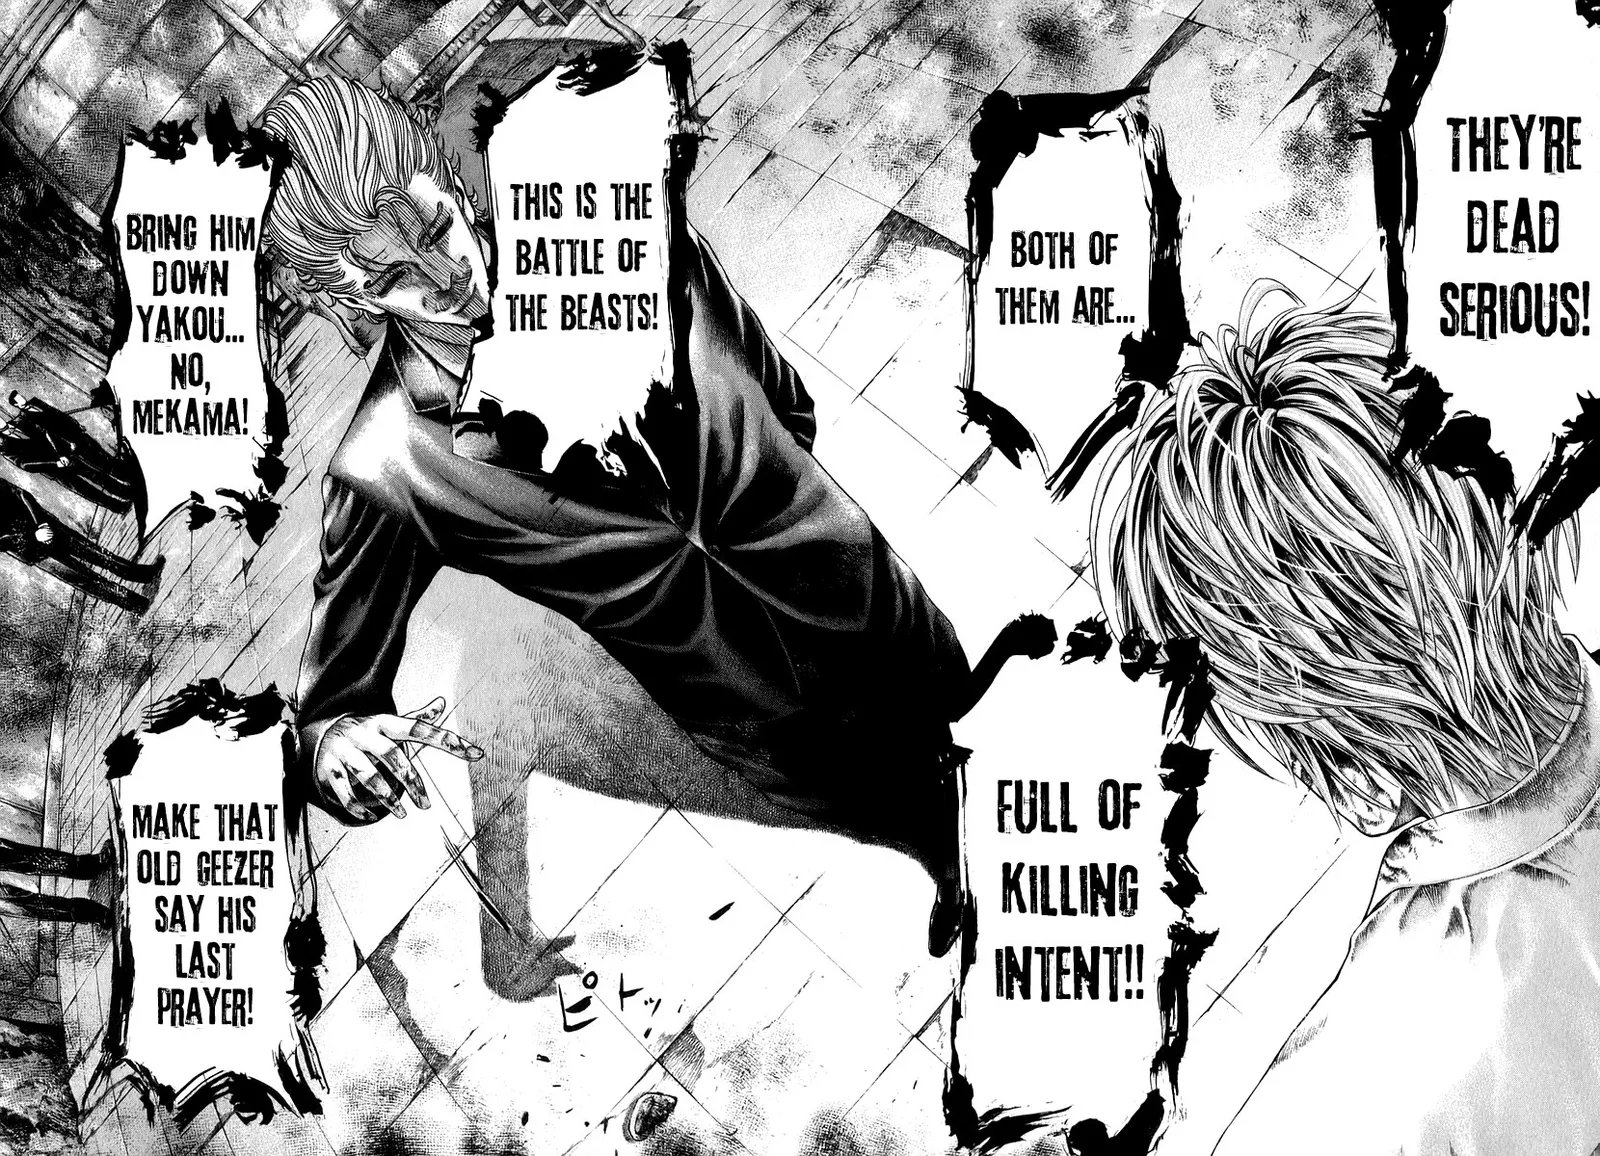 THEY'RE
DEAD
SERIOUS!
BOTH OF
THEM ARE...
FULL OF
KILLING
INTENT!!
THIS IS THE
BATTLE OF
THE BEASTS!
BRING HIM
DOWN
YAKOU...
NO,
MEKAMA!
MAKE THAT
OLD GEEZER
SAY HIS
LAST
PRAYER!
ピトッ